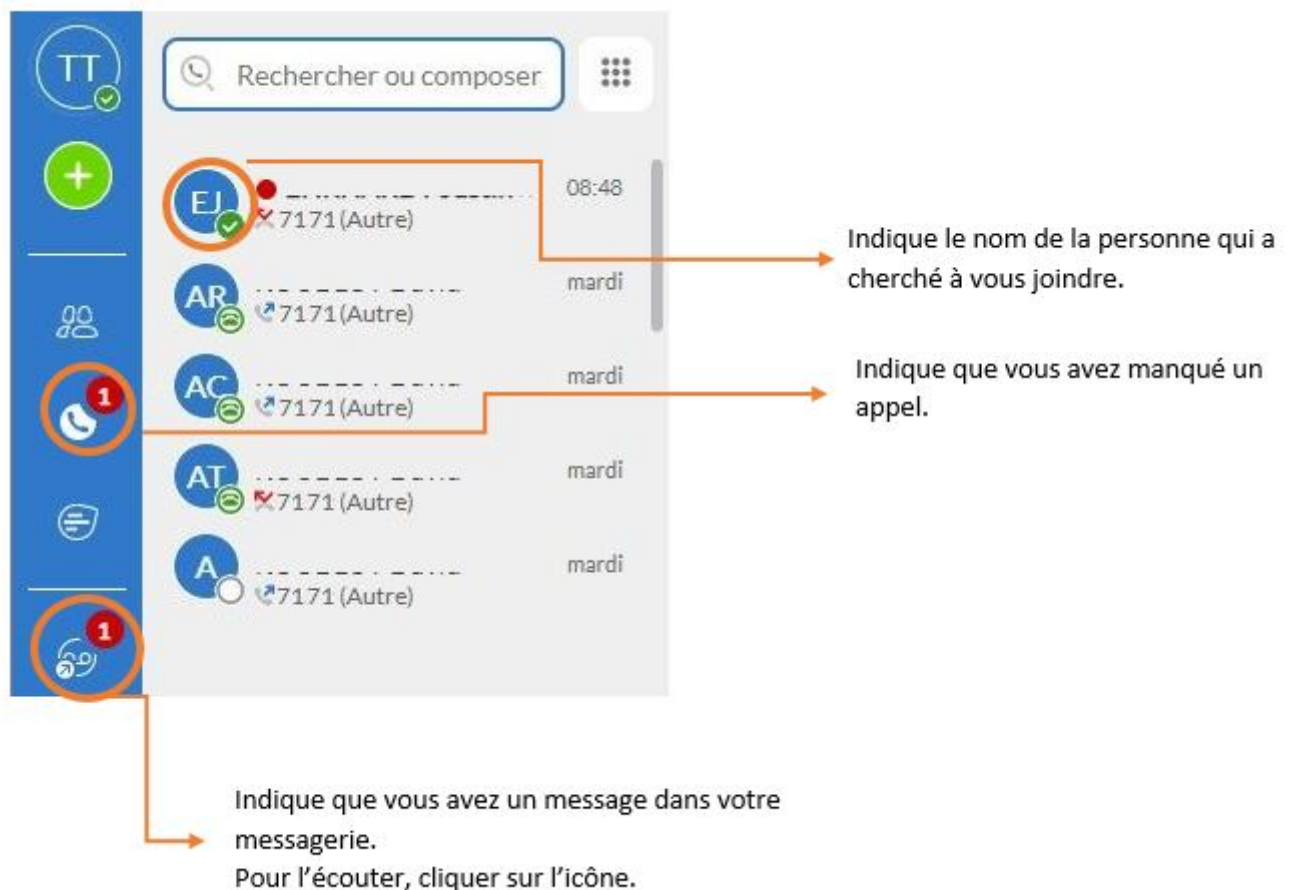 TT
Rechercher ou composer
EJ
08:48
7171 (Autre)
AR
mardi
7171 (Autre)
1
AC
mardi
7171 (Autre)
AT
mardi
7171 (Autre)
A
mardi
7171 (Autre)
1
Indique le nom de la personne qui a
cherché à vous joindre.
Indique que vous avez manqué un
appel.
Indique que vous avez un message dans votre
messagerie.
Pour l’écouter, cliquer sur l’icône.